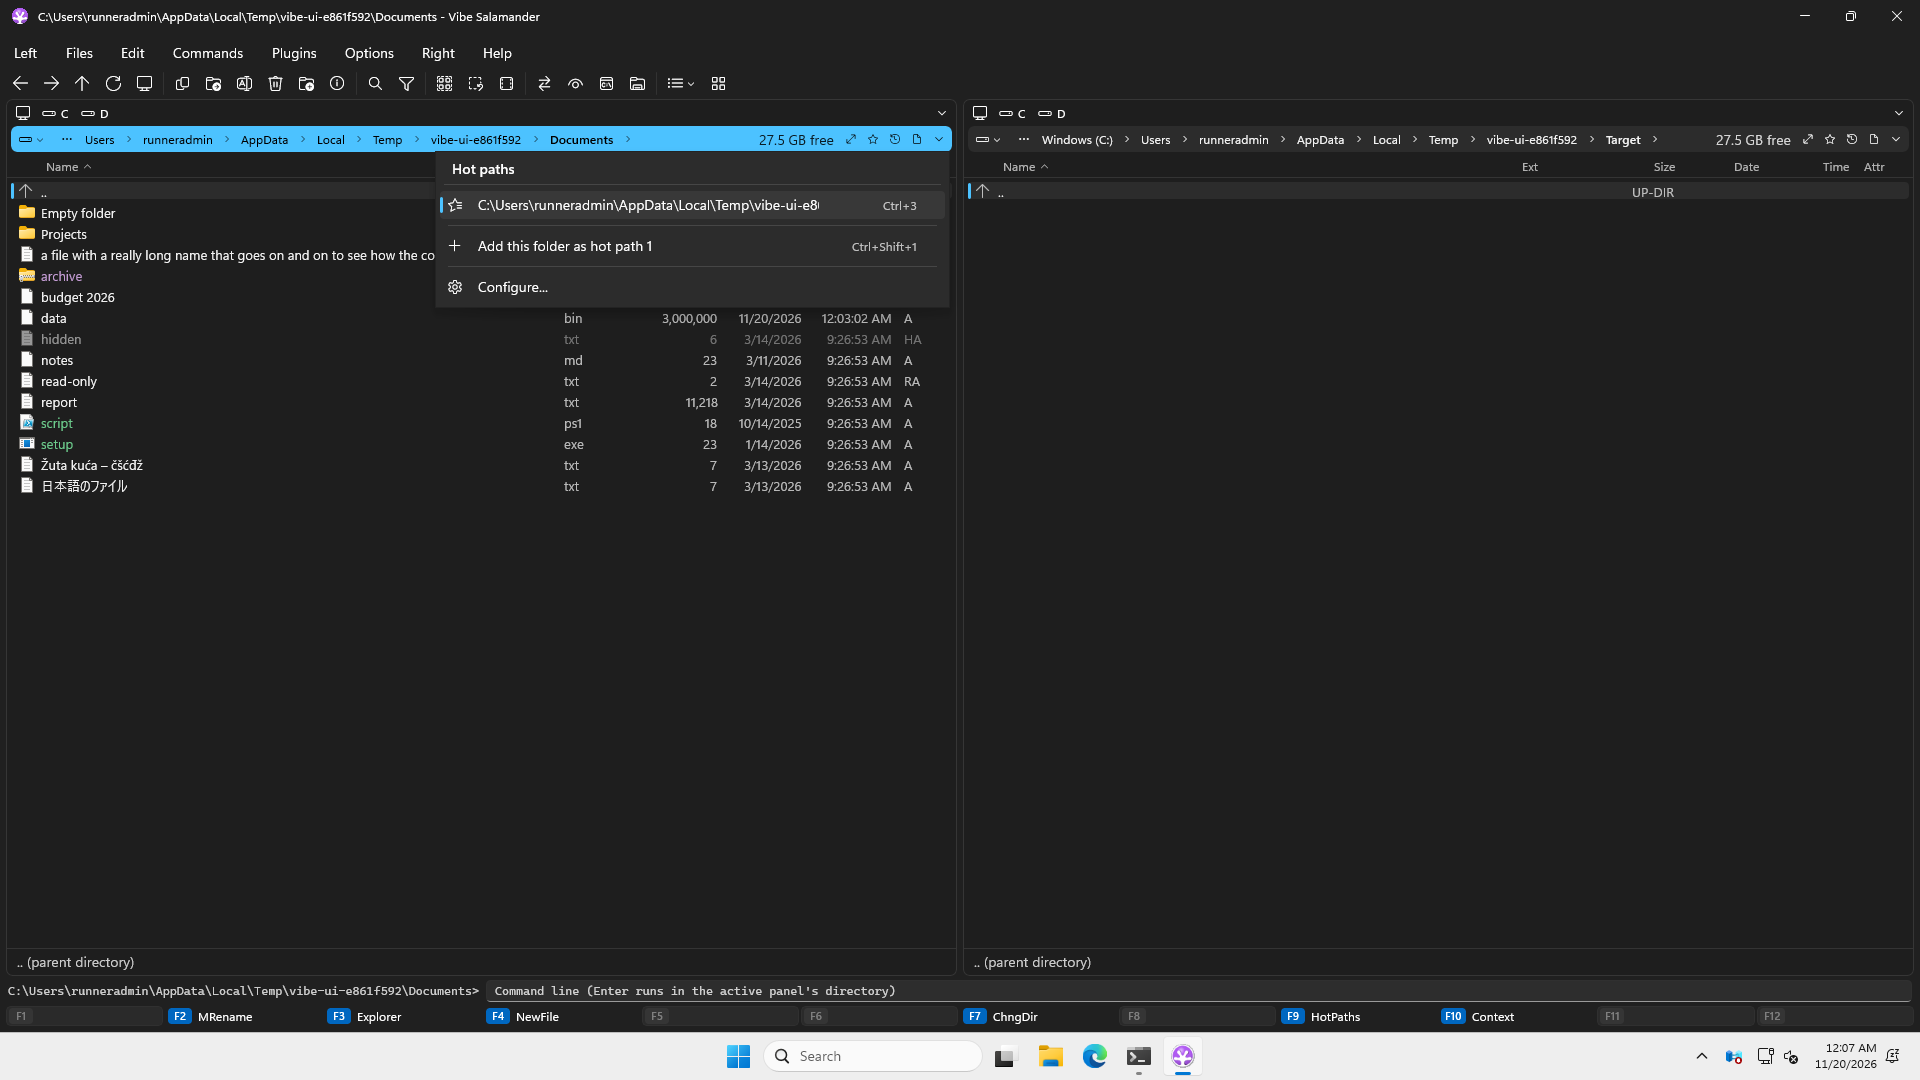 C:\Users\runneradmin\AppData\Local\Temp\vibe-ui-e861f592\Documents - Vibe Salamander
Left Files Edit Commands Plugins Options Right Help
C D
Users runneradmin AppData Local Temp vibe-ui-e861f592 Documents 27.5 GB free
Name
..
Empty folder
Projects
a file with a really long name that goes on and on to see how the co
archive
budget 2026
data bin 3,000,000 11/20/2026 12:03:02 AM A
hidden txt 6 3/14/2026 9:26:53 AM HA
notes md 23 3/11/2026 9:26:53 AM A
read-only txt 2 3/14/2026 9:26:53 AM RA
report txt 11,218 3/14/2026 9:26:53 AM A
script ps1 18 10/14/2025 9:26:53 AM A
setup exe 23 1/14/2026 9:26:53 AM A
Žuta kuća – čšćđž txt 7 3/13/2026 9:26:53 AM A
日本語のファイル txt 7 3/13/2026 9:26:53 AM A
Hot paths
C:\Users\runneradmin\AppData\Local\Temp\vibe-ui-e8 Ctrl+3
Add this folder as hot path 1 Ctrl+Shift+1
Configure...
.. (parent directory)
C D
Windows (C:) Users runneradmin AppData Local Temp vibe-ui-e861f592 Target 27.5 GB free
Name Ext Size Date Time Attr
.. UP-DIR
.. (parent directory)
C:\Users\runneradmin\AppData\Local\Temp\vibe-ui-e861f592\Documents> Command line (Enter runs in the active panel's directory)
F1 F2 MRename F3 Explorer F4 NewFile F5 F6 F7 ChngDir F8 F9 HotPaths F10 Context F11 F12
Search
12:07 AM
11/20/2026